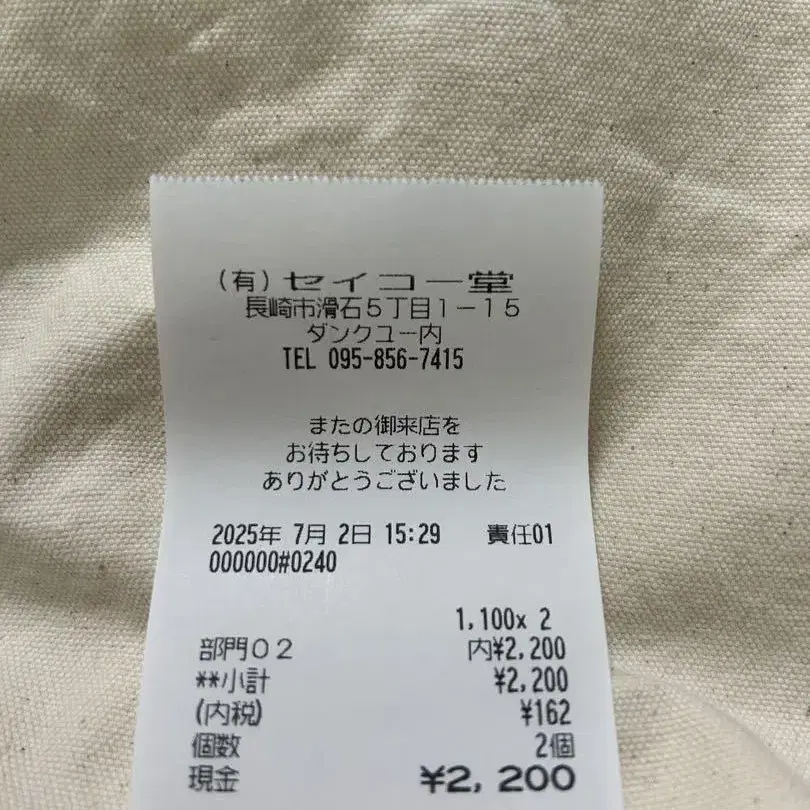 (有)セイコー堂
長崎市滑石5丁目1-15
ダンクユー内
TEL 095-856-7415
またの御来店を
お待ちしております
ありがとうございました
2025年 7月 2日 15:29 責任01
000000#0240
1,100x 2
部門02 内¥2,200
**小計 ¥2,200
(内税) ¥162
個数 2個
現金 ¥2,200